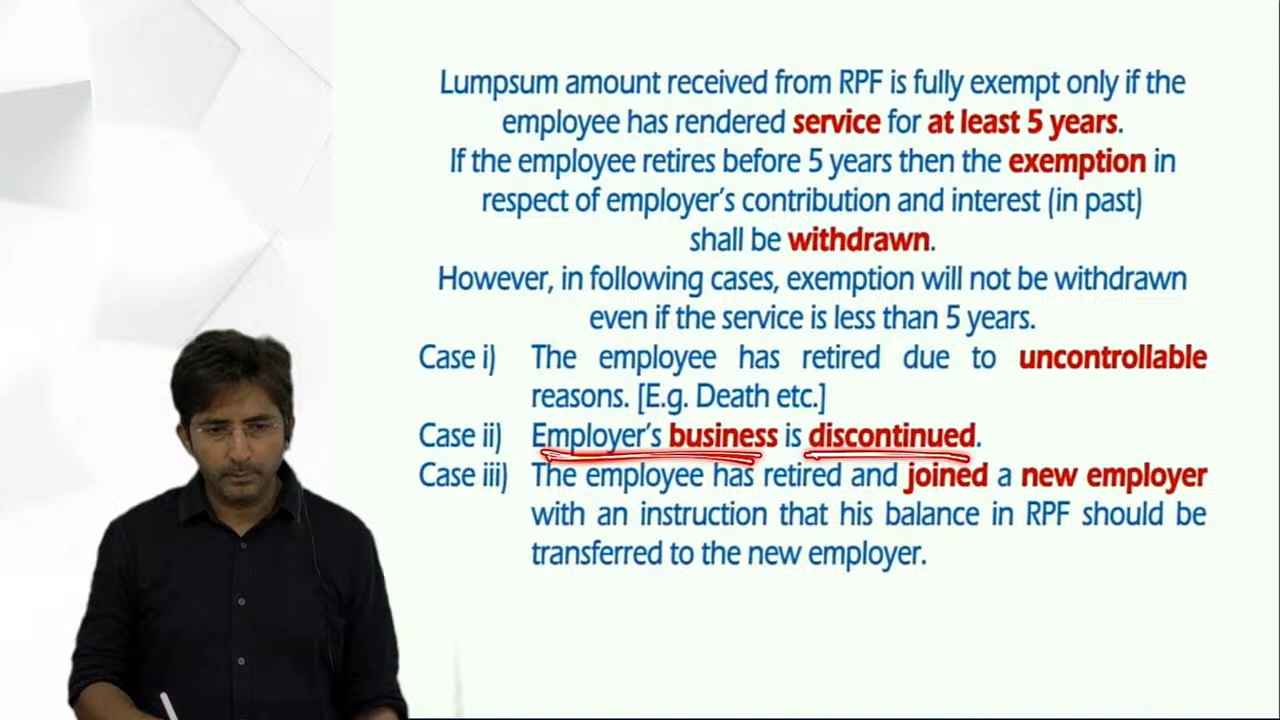 Lumpsum amount received from RPF is fully exempt only if the
employee has rendered service for at least 5 years.
If the employee retires before 5 years then the exemption in
respect of employer's contribution and interest (in past)
shall be withdrawn.
However, in following cases, exemption will not be withdrawn
even if the service is less than 5 years.
Case i) The employee has retired due to uncontrollable
reasons. [E.g. Death etc.]
Case ii) Employer's business is discontinued.
Case iii) The employee has retired and joined a new employer
with an instruction that his balance in RPF should be
transferred to the new employer.